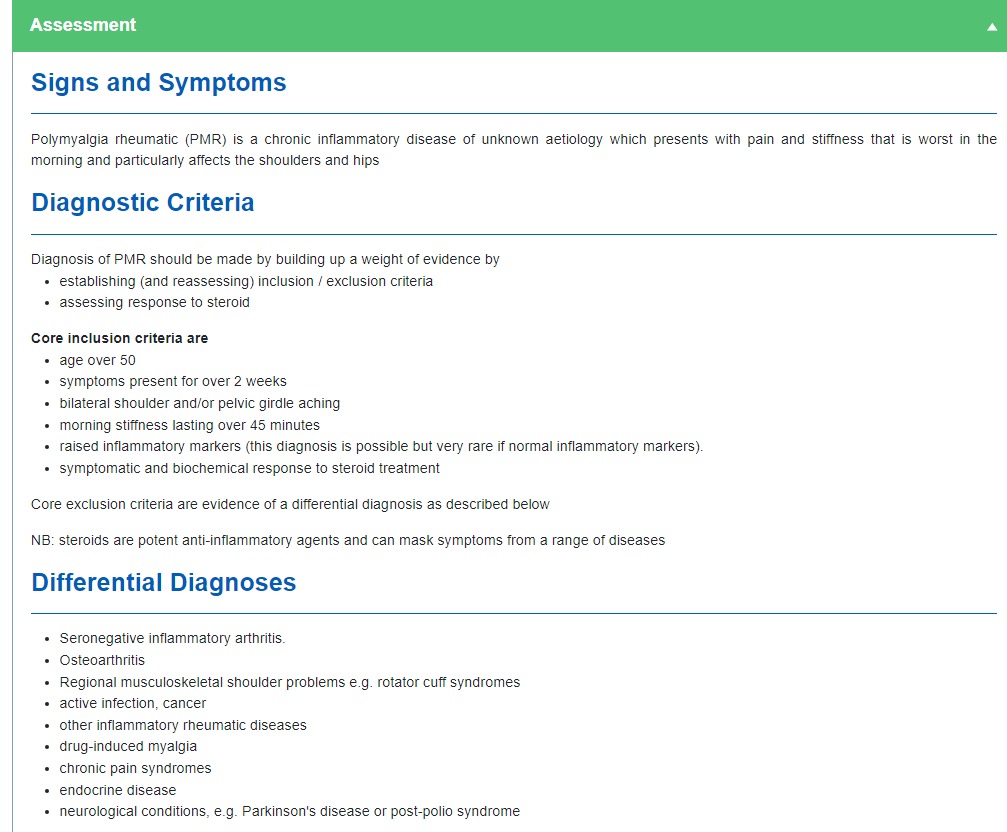 Assessment
Signs and Symptoms
Polymyalgia rheumatic (PMR) is a chronic inflammatory disease of unknown aetiology which presents with pain and stiffness that is worst in the
morning and particularly affects the shoulders and hips
Diagnostic Criteria
Diagnosis of PMR should be made by building up a weight of evidence by
• establishing (and reassessing) inclusion / exclusion criteria
• assessing response to steroid
Core inclusion criteria are
• age over 50
• symptoms present for over 2 weeks
• bilateral shoulder and/or pelvic girdle aching
• morning stiffness lasting over 45 minutes
• raised inflammatory markers (this diagnosis is possible but very rare if normal inflammatory markers).
• symptomatic and biochemical response to steroid treatment
Core exclusion criteria are evidence of a differential diagnosis as described below
NB: steroids are potent anti-inflammatory agents and can mask symptoms from a range of diseases
Differential Diagnoses
• Seronegative inflammatory arthritis.
• Osteoarthritis
• Regional musculoskeletal shoulder problems e.g. rotator cuff syndromes
• active infection, cancer
• other inflammatory rheumatic diseases
• drug-induced myalgia
• chronic pain syndromes
• endocrine disease
• neurological conditions, e.g. Parkinson's disease or post-polio syndrome